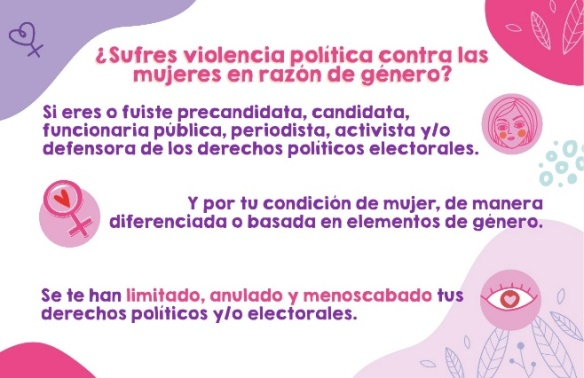 ¿Sufres violencia política contra las
mujeres en razón de género?
Si eres o fuiste precandidata, candidata,
funcionaria pública, periodista, activista y/o
defensora de los derechos políticos electorales.
Y por tu condición de mujer, de manera
diferenciada o basada en elementos de género.
Se te han limitado, anulado y menoscabado tus
derechos políticos y/o electorales.